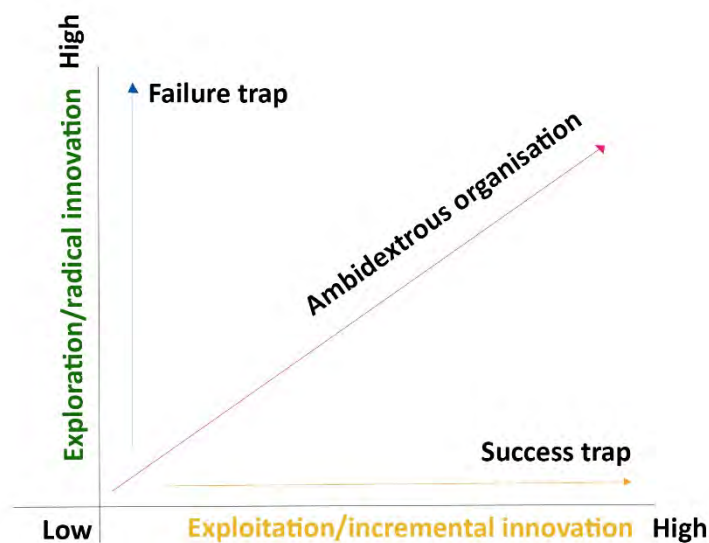 High
Failure trap
Exploration/radical innovation
Ambidextrous organisation
Success trap
Low
Exploitation/incremental innovation
High